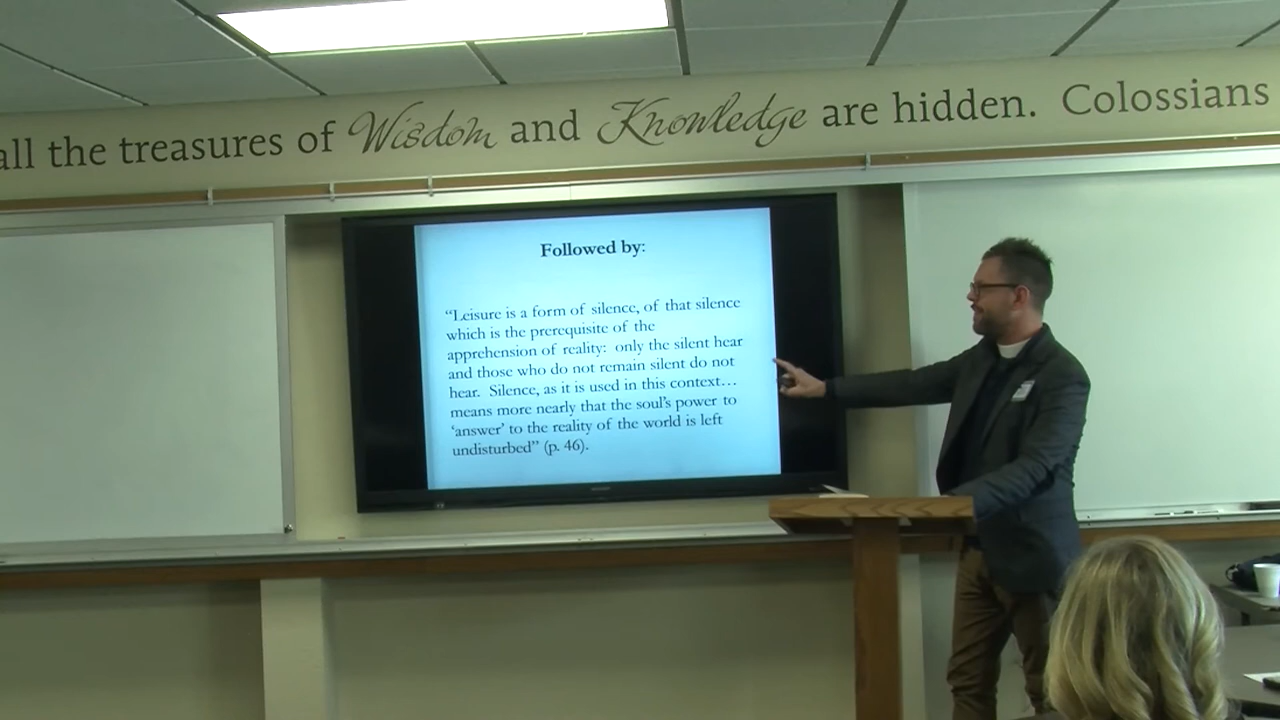 all the treasures of Wisdom and Knowledge are hidden. Colossians
Followed by:
“Leisure is a form of silence, of that silence
which is the prerequisite of the
apprehension of reality: only the silent hear
and those who do not remain silent do not
hear. Silence, as it is used in this context…
means more nearly that the soul’s power to
‘answer’ to the reality of the world is left
undisturbed” (p. 46).